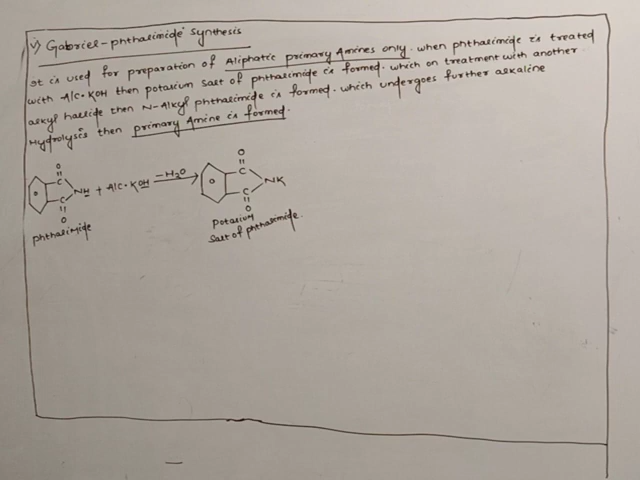 v) Gabriel-phthalimide synthesis
It is used for preparation of Aliphatic primary Amines only. when phthalimide is treated
with Alc. KOH then potasium salt of phthalimide is formed. which on treatment with another
alkyl halide then N-Alkyl phthalimide is formed. which undergoes further alkaline
Hydrolysis then primary Amine is formed.
O
C
NH + Alc. KOH -H2O
C
O
phthalimide
O
C
NK
C
O
potasium
salt of phthalimide.